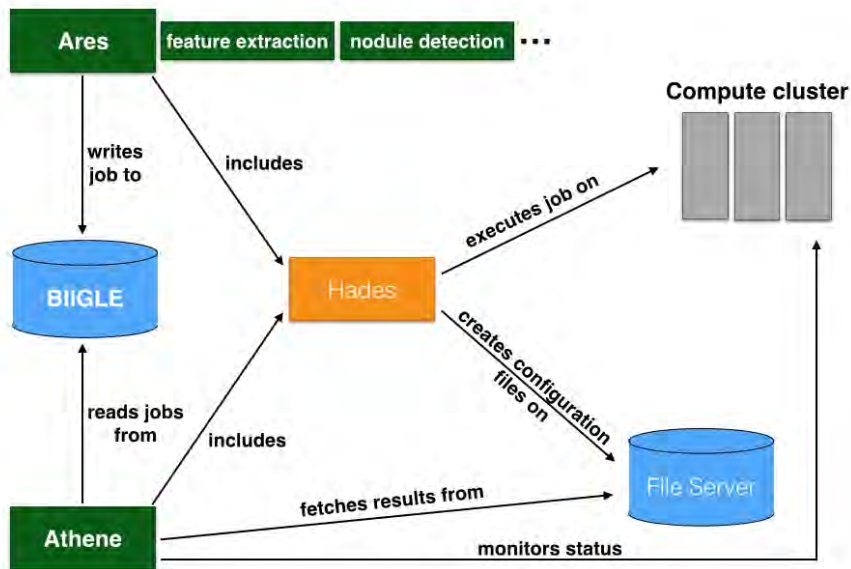 Ares
feature extraction
nodule detection
...
Compute cluster
writes
job to
includes
executes job on
BIIGLE
Hades
creates configuration
files on
reads jobs
from
includes
File Server
fetches results from
Athene
monitors status